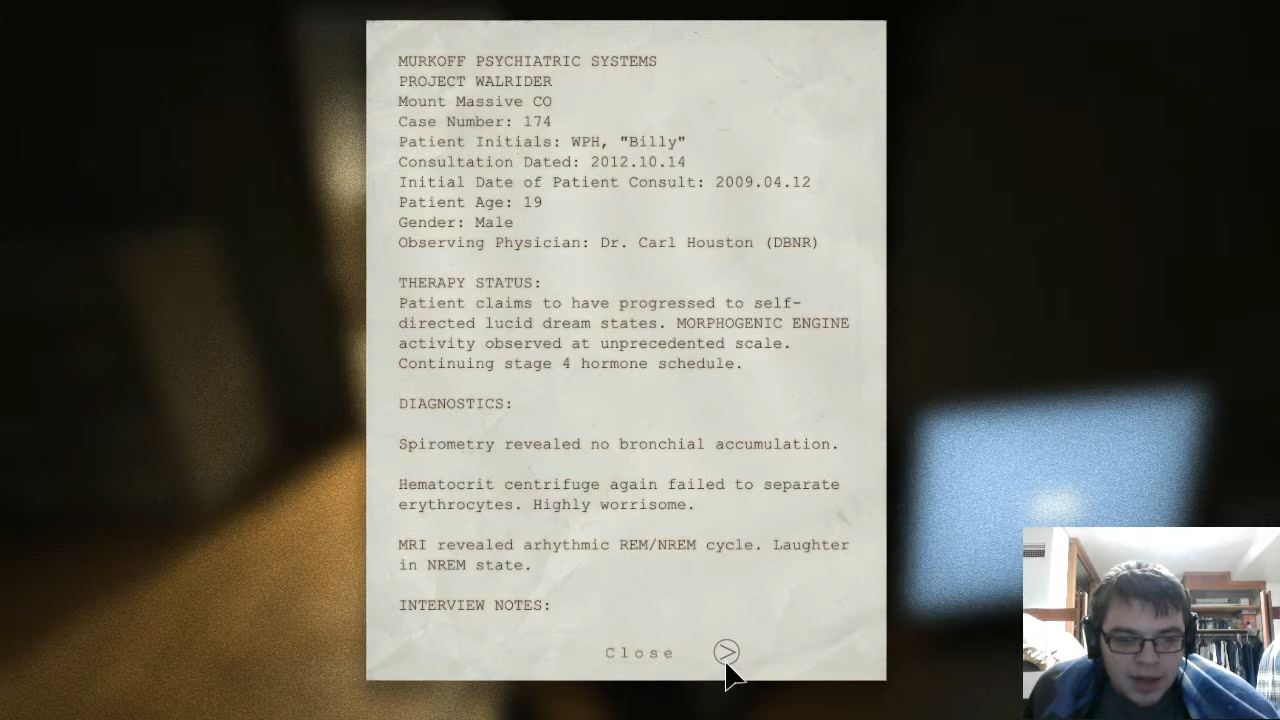 MURKOFF PSYCHIATRIC SYSTEMS
PROJECT WALRIDER
Mount Massive CO
Case Number: 174
Patient Initials: WPH, "Billy"
Consultation Dated: 2012.10.14
Initial Date of Patient Consult: 2009.04.12
Patient Age: 19
Gender: Male
Observing Physician: Dr. Carl Houston (DBNR)
THERAPY STATUS:
Patient claims to have progressed to self-
directed lucid dream states. MORPHOGENIC ENGINE
activity observed at unprecedented scale.
Continuing stage 4 hormone schedule.
DIAGNOSTICS:
Spirometry revealed no bronchial accumulation.
Hematocrit centrifuge again failed to separate
erythrocytes. Highly worrisome.
MRI revealed arhythmic REM/NREM cycle. Laughter
in NREM state.
INTERVIEW NOTES:
Close >